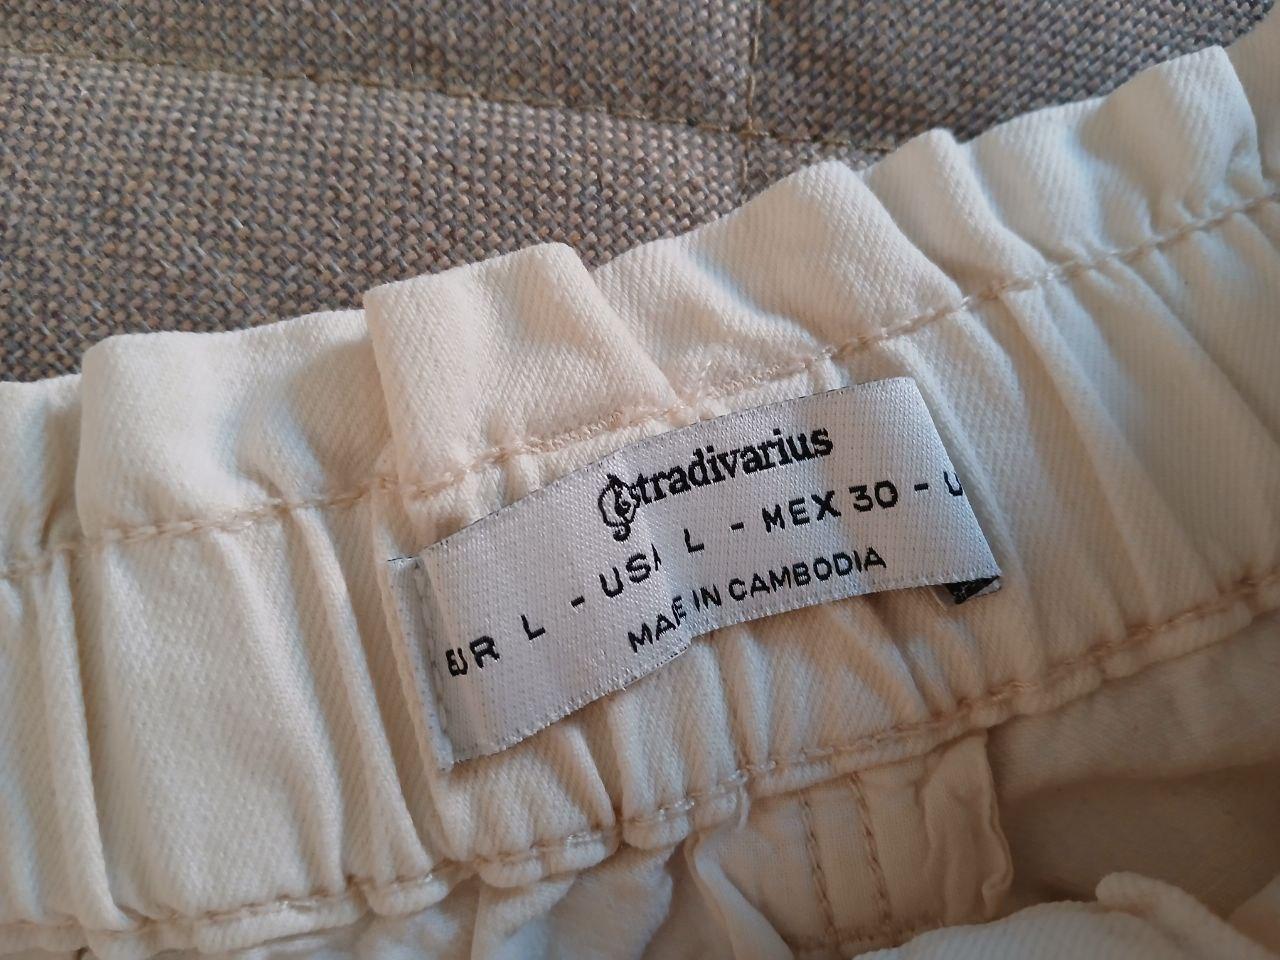 Stradivarius
EUR L - USA L - MEX 30 - U
MADE IN CAMBODIA